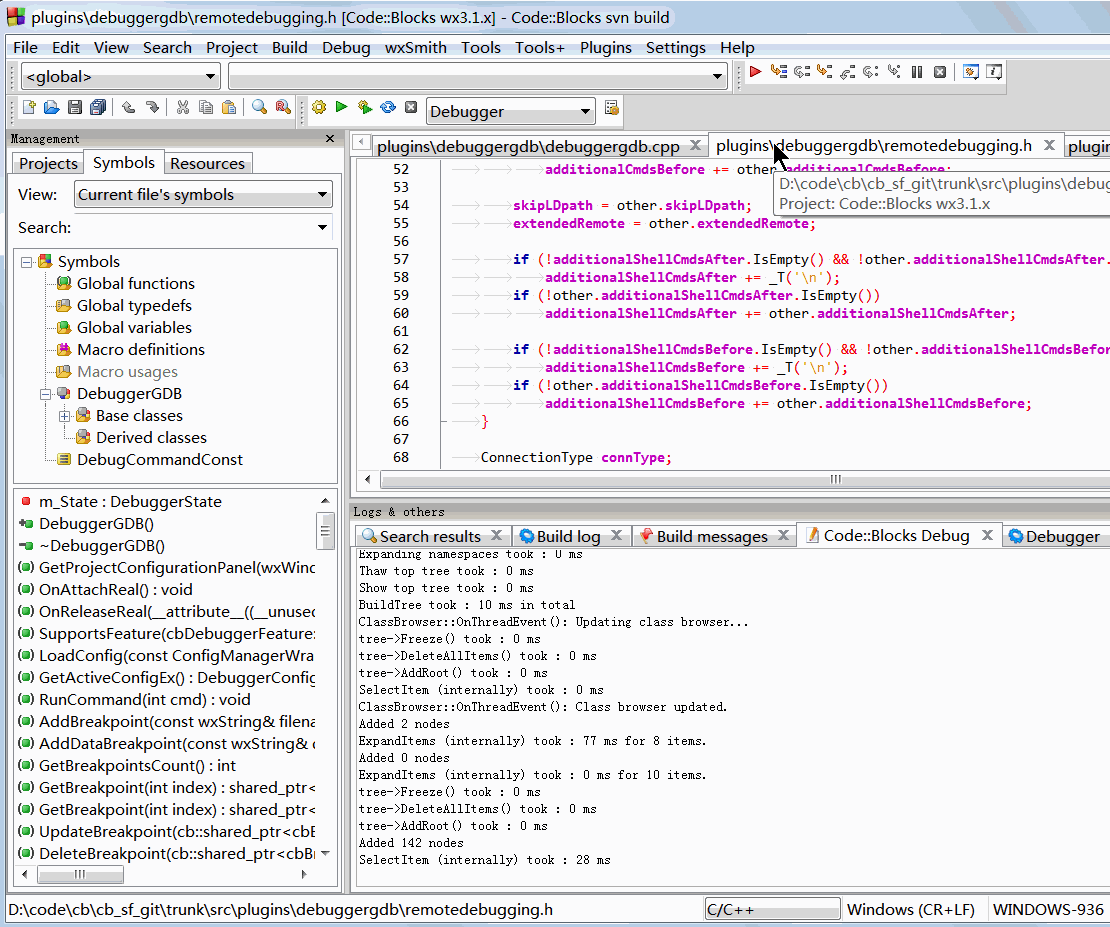 plugins\debuggergdb\remotedebugging.h [Code::Blocks wx3.1.x] - Code::Blocks svn build
File Edit View Search Project Build Debug wxSmith Tools Tools+ Plugins Settings Help
<global>
Debugger
Management
Projects Symbols Resources
View: Current file's symbols
Search:
Symbols
Global functions
Global typedefs
Global variables
Macro definitions
Macro usages
DebuggerGDB
Base classes
Derived classes
DebugCommandConst
m_State : DebuggerState
DebuggerGDB()
~DebuggerGDB()
GetProjectConfigurationPanel(wxWind
OnAttachReal() : void
OnReleaseReal(__attribute__((__unused
SupportsFeature(cbDebuggerFeature:
LoadConfig(const ConfigManagerWra
GetActiveConfigEx() : DebuggerConfig
RunCommand(int cmd) : void
AddBreakpoint(const wxString& filena
AddDataBreakpoint(const wxString& d
GetBreakpointsCount() : int
GetBreakpoint(int index) : shared_ptr<
GetBreakpoint(int index) : shared_ptr<
UpdateBreakpoint(cb::shared_ptr<cbB
DeleteBreakpoint(cb::shared_ptr<cbBr
plugins\debuggergdb\debuggergdb.cpp plugins\debuggergdb\remotedebugging.h plugin
52 additionalCmdsBefore += other.additionalCmdsBefore;
D:\code\cb\cb_sf_git\trunk\src\plugins\debug
Project: Code::Blocks wx3.1.x
53
54 skipLDpath = other.skipLDpath;
55 extendedRemote = other.extendedRemote;
56
57 if (!additionalShellCmdsAfter.IsEmpty() && !other.additionalShellCmdsAfter.
58 additionalShellCmdsAfter += _T('\n');
59 if (!other.additionalShellCmdsAfter.IsEmpty())
60 additionalShellCmdsAfter += other.additionalShellCmdsAfter;
61
62 if (!additionalShellCmdsBefore.IsEmpty() && !other.additionalShellCmdsBefor
63 additionalShellCmdsBefore += _T('\n');
64 if (!other.additionalShellCmdsBefore.IsEmpty())
65 additionalShellCmdsBefore += other.additionalShellCmdsBefore;
66 }
67
68 ConnectionType connType;
Logs & others
Search results Build log Build messages Code::Blocks Debug Debugger
Expanding namespaces took : 0 ms
Thaw top tree took : 0 ms
Show top tree took : 0 ms
BuildTree took : 10 ms in total
ClassBrowser::OnThreadEvent(): Updating class browser...
tree->Freeze() took : 0 ms
tree->DeleteAllItems() took : 0 ms
tree->AddRoot() took : 0 ms
SelectItem (internally) took : 0 ms
ClassBrowser::OnThreadEvent(): Class browser updated.
Added 2 nodes
ExpandItems (internally) took : 77 ms for 8 items.
Added 0 nodes
ExpandItems (internally) took : 0 ms for 10 items.
tree->Freeze() took : 0 ms
tree->DeleteAllItems() took : 0 ms
tree->AddRoot() took : 0 ms
Added 142 nodes
SelectItem (internally) took : 28 ms
D:\code\cb\cb_sf_git\trunk\src\plugins\debuggergdb\remotedebugging.h C/C++ Windows (CR+LF) WINDOWS-936